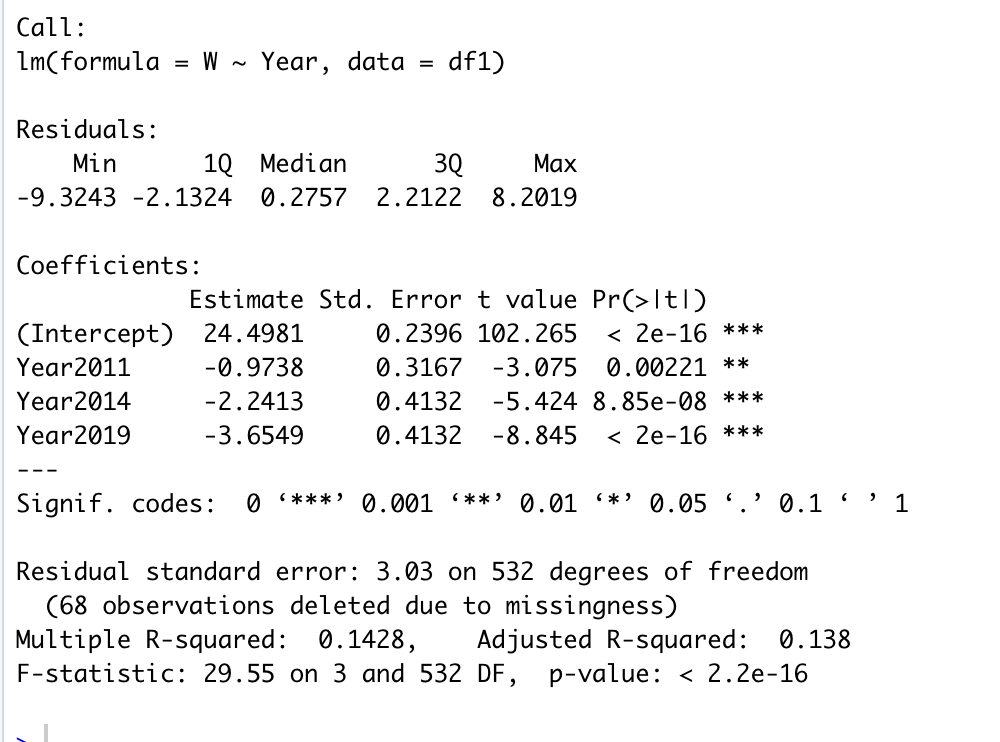 Call:
lm(formula = W ~ Year, data = df1)
Residuals:
    Min      1Q  Median      3Q     Max
-9.3243 -2.1324  0.2757  2.2122  8.2019
Coefficients:
            Estimate Std. Error t value Pr(>|t|)
(Intercept)  24.4981     0.2396 102.265  < 2e-16 ***
Year2011     -0.9738     0.3167  -3.075  0.00221 **
Year2014     -2.2413     0.4132  -5.424 8.85e-08 ***
Year2019     -3.6549     0.4132  -8.845  < 2e-16 ***
---
Signif. codes:  0 ‘***’ 0.001 ‘**’ 0.01 ‘*’ 0.05 ‘.’ 0.1 ‘ ’ 1
Residual standard error: 3.03 on 532 degrees of freedom
  (68 observations deleted due to missingness)
Multiple R-squared:  0.1428,    Adjusted R-squared:  0.138
F-statistic: 29.55 on 3 and 532 DF,  p-value: < 2.2e-16
>